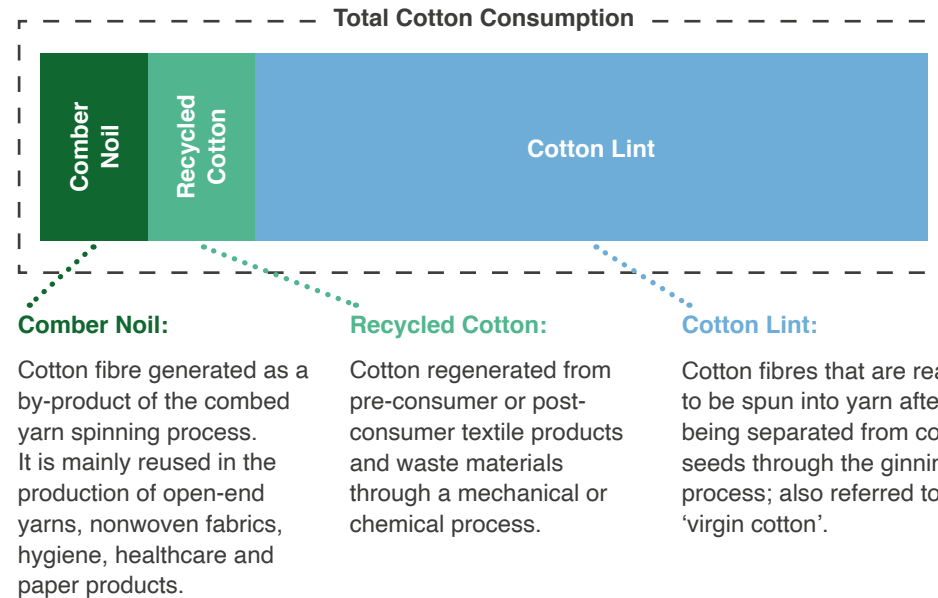 Total Cotton Consumption
Comber
Noil
Recycled
Cotton
Cotton Lint
Comber Noil:
Cotton fibre generated as a
by-product of the combed
yarn spinning process.
It is mainly reused in the
production of open-end
yarns, nonwoven fabrics,
hygiene, healthcare and
paper products.
Recycled Cotton:
Cotton regenerated from
pre-consumer or post-
consumer textile products
and waste materials
through a mechanical or
chemical process.
Cotton Lint:
Cotton fibres that are
to be spun into yarn
being separated from
seeds through the
process; also referred to
‘virgin cotton’.